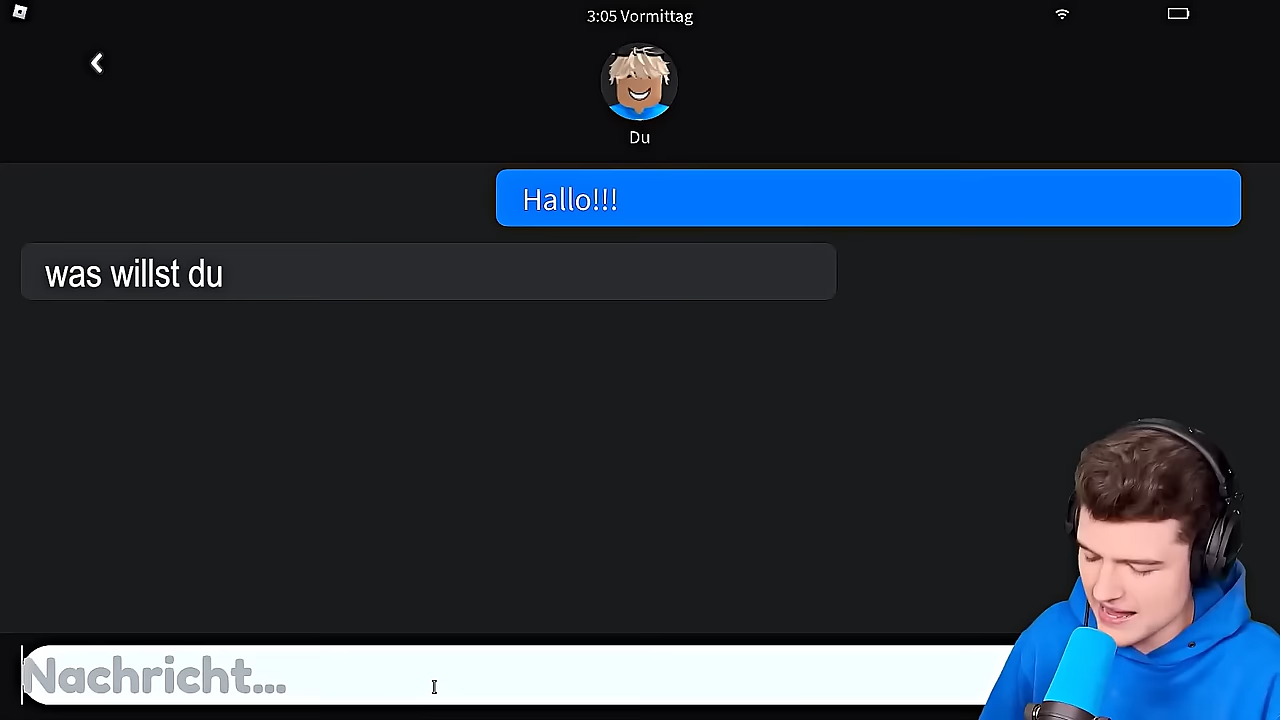 3:05 Vormittag
Du
Hallo!!!
was willst du
Nachricht...